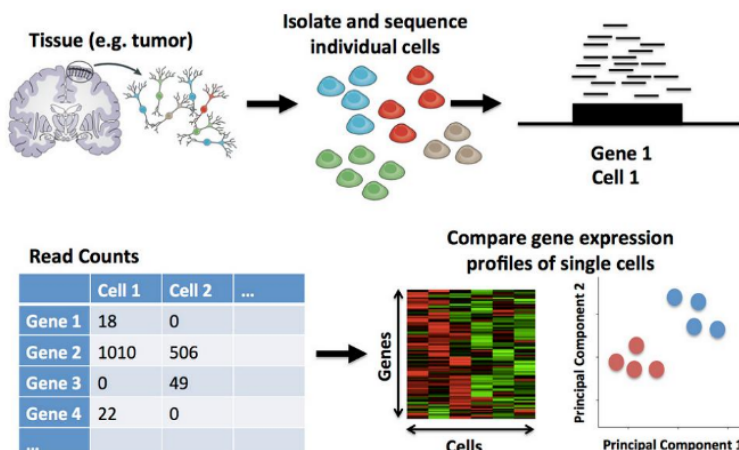 Tissue (e.g. tumor)
Isolate and sequence
individual cells
Gene 1
Cell 1
Read Counts
Cell 1 Cell 2 ...
Gene 1 18 0
Gene 2 1010 506
Gene 3 0 49
Gene 4 22 0
...
Compare gene expression
profiles of single cells
Genes
Cells
Principal Component 2
Principal Component 1